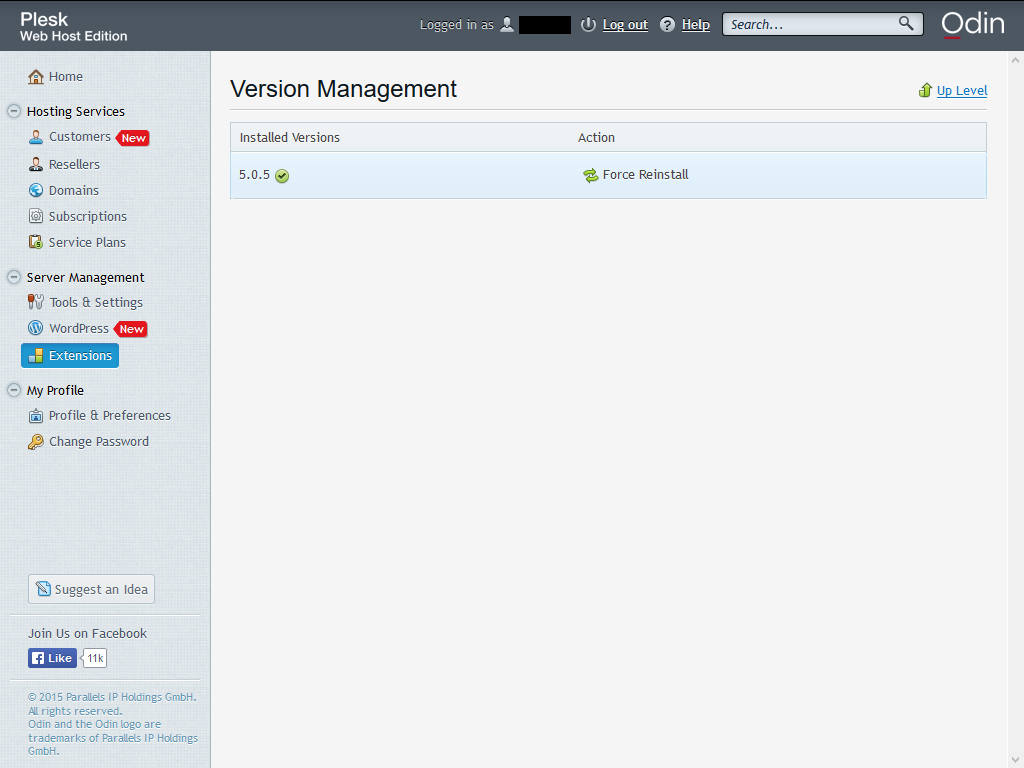 Plesk
Web Host Edition
Logged in as
Log out
Help
Search...
Odin
Home
Hosting Services
Customers New
Resellers
Domains
Subscriptions
Service Plans
Server Management
Tools & Settings
WordPress New
Extensions
My Profile
Profile & Preferences
Change Password
Suggest an Idea
Join Us on Facebook
Like 11k
© 2015 Parallels IP Holdings GmbH.
All rights reserved.
Odin and the Odin logo are
trademarks of Parallels IP Holdings
GmbH.
Version Management
Up Level
Installed Versions Action
5.0.5 Force Reinstall